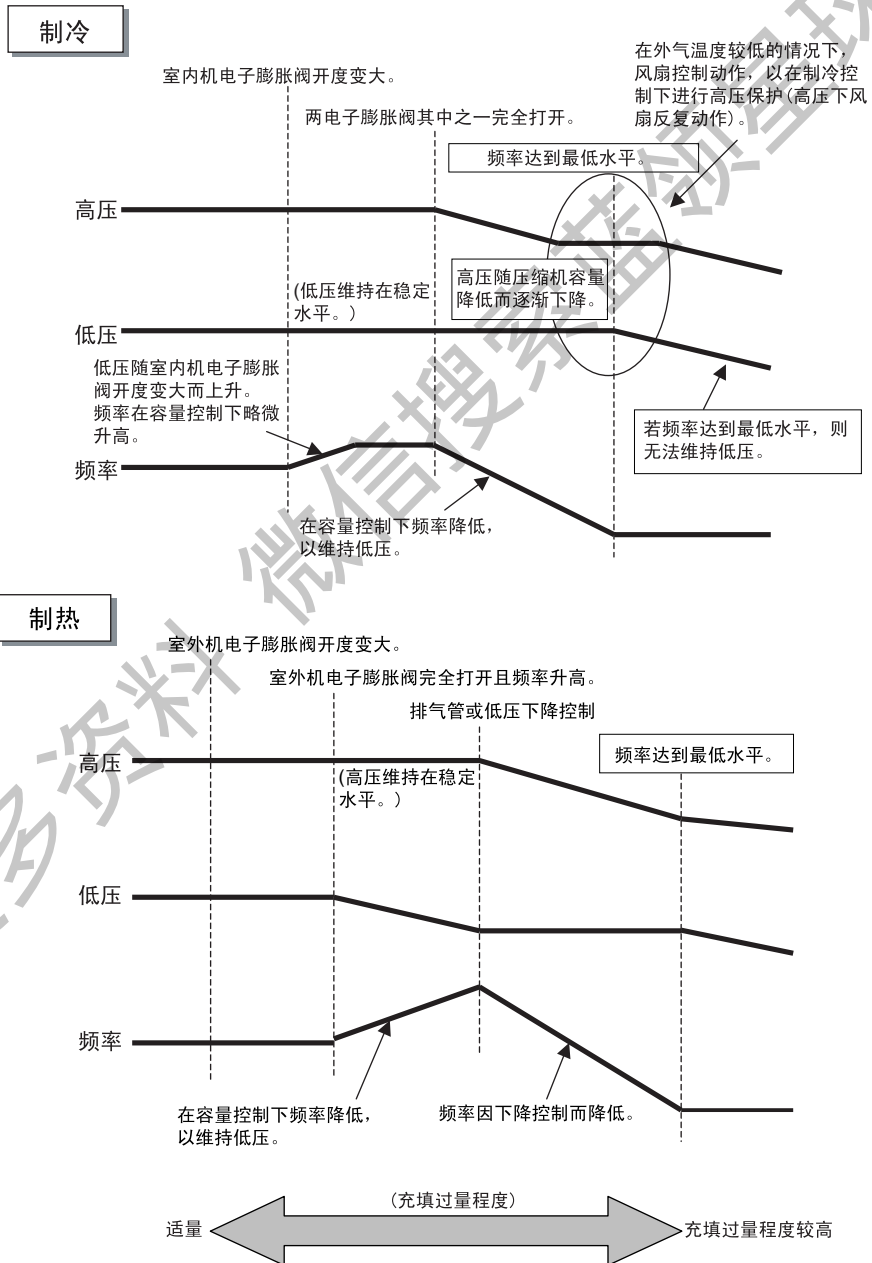 制冷
室内机电子膨胀阀开度变大。
在外气温度较低的情况下，
风扇控制动作，以在制冷控
制下进行高压保护(高压下风
扇反复动作)。
两电子膨胀阀其中之一完全打开。
频率达到最低水平。
高压
高压随压缩机容量
降低而逐渐下降。
(低压维持在稳定
水平。）
低压
低压随室内机电子膨胀
阀开度变大而上升。
频率在容量控制下略微
升高。
若频率达到最低水平，则
无法维持低压。
频率
在容量控制下频率降低，
以维持低压。
制热
室外机电子膨胀阀开度变大。
室外机电子膨胀阀完全打开且频率升高。
排气管或低压下降控制
频率达到最低水平。
高压
(高压维持在稳定
水平。）
低压
频率
在容量控制下频率降低，
以维持低压。
频率因下降控制而降低。
(充填过量程度)
适量
充填过量程度较高
多资料 微信搜索蓝领星球